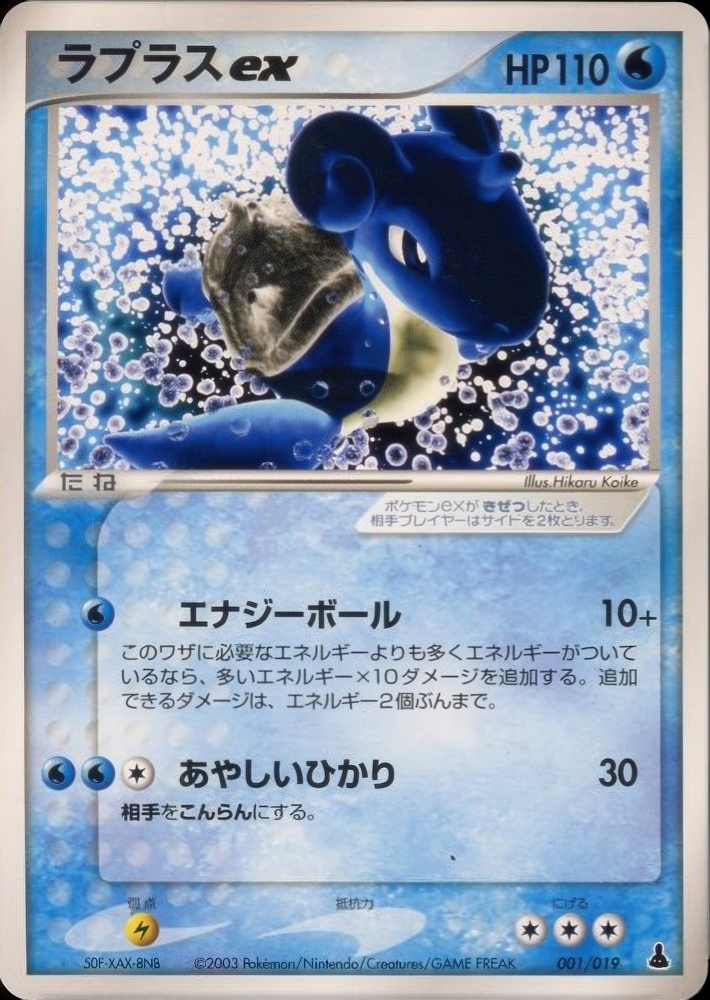 ラプラスex HP110
たね
Illus.Hikaru Koike
ポケモンexが きぜつしたとき、
相手プレイヤーはサイドを2枚とります。
エナジーボール 10+
このワザに必要なエネルギーよりも多くエネルギーがついて
いるなら、多いエネルギー×10ダメージを追加する。追加
できるダメージは、エネルギー2個ぶんまで。
あやしいひかり 30
相手をこんらんにする。
弱点 抵抗力 にげる
50F-XAX-8NB ©2003 Pokémon/Nintendo/Creatures/GAME FREAK 001/019